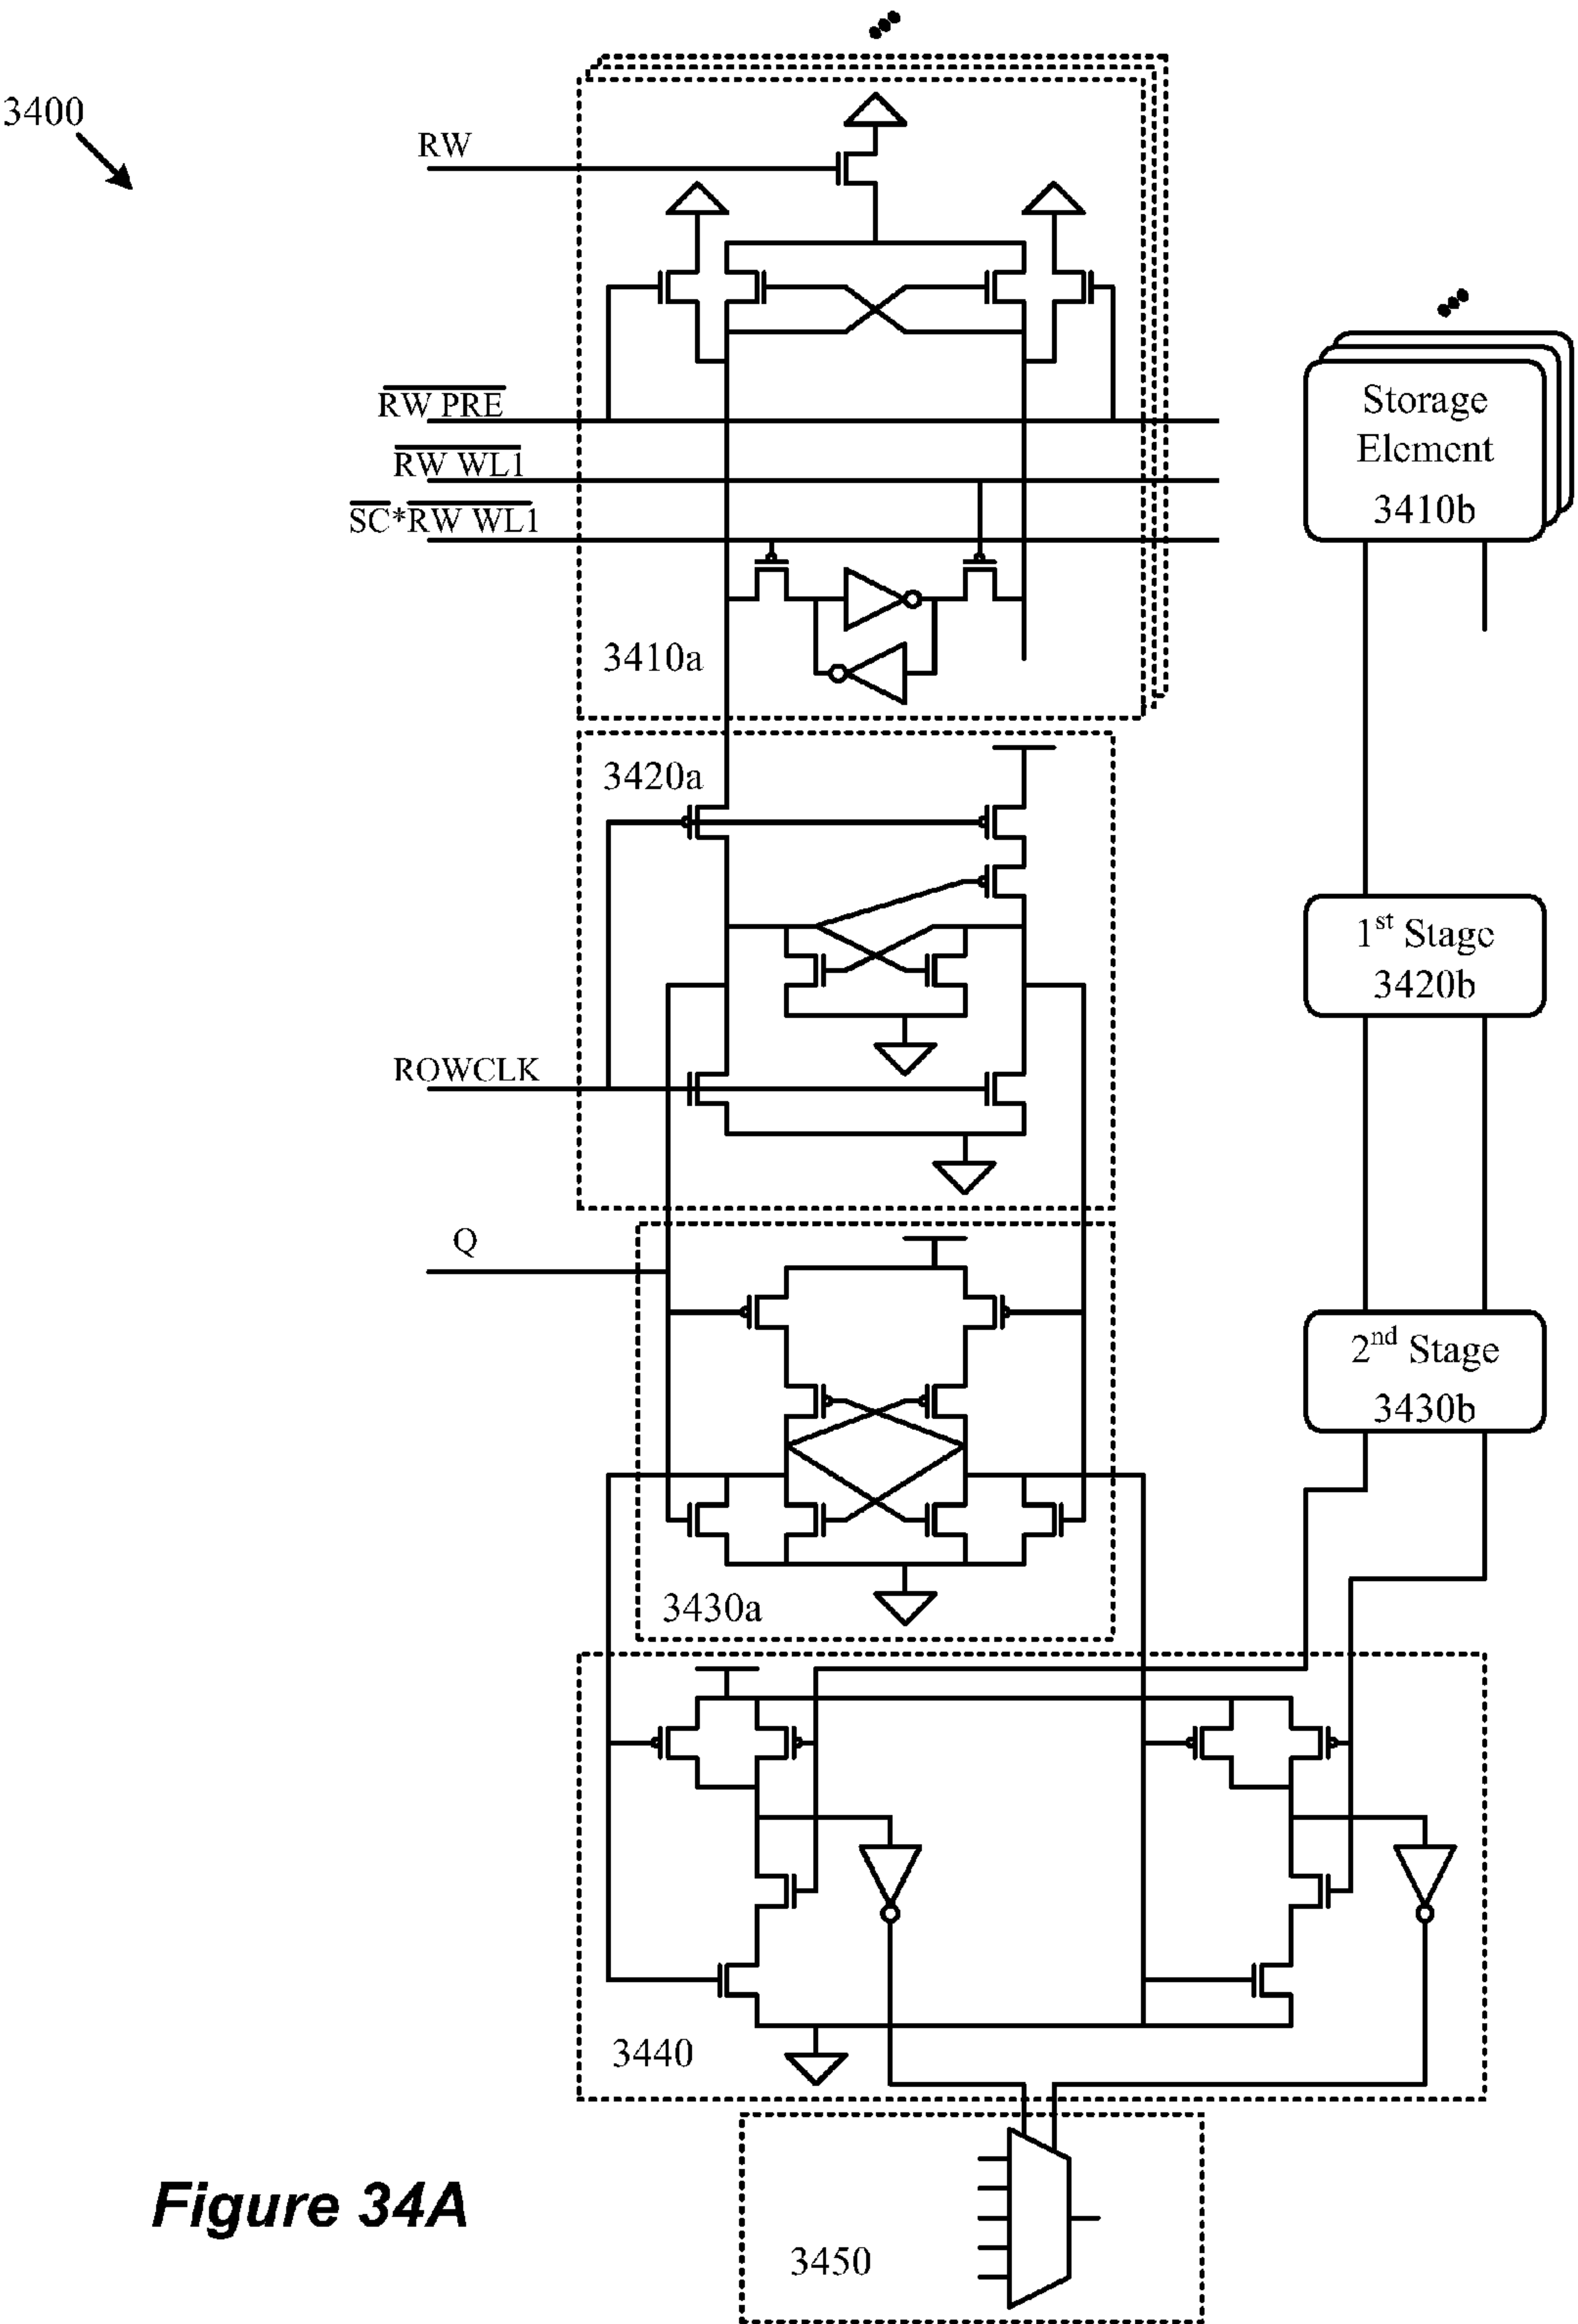 3400
RW
RW PRE
RW WL1
SC*RW WL1
3410a
Storage
Element
3410b
3420a
1st Stage
3420b
ROWCLK
Q
2nd Stage
3430b
3430a
3440
Figure 34A
3450